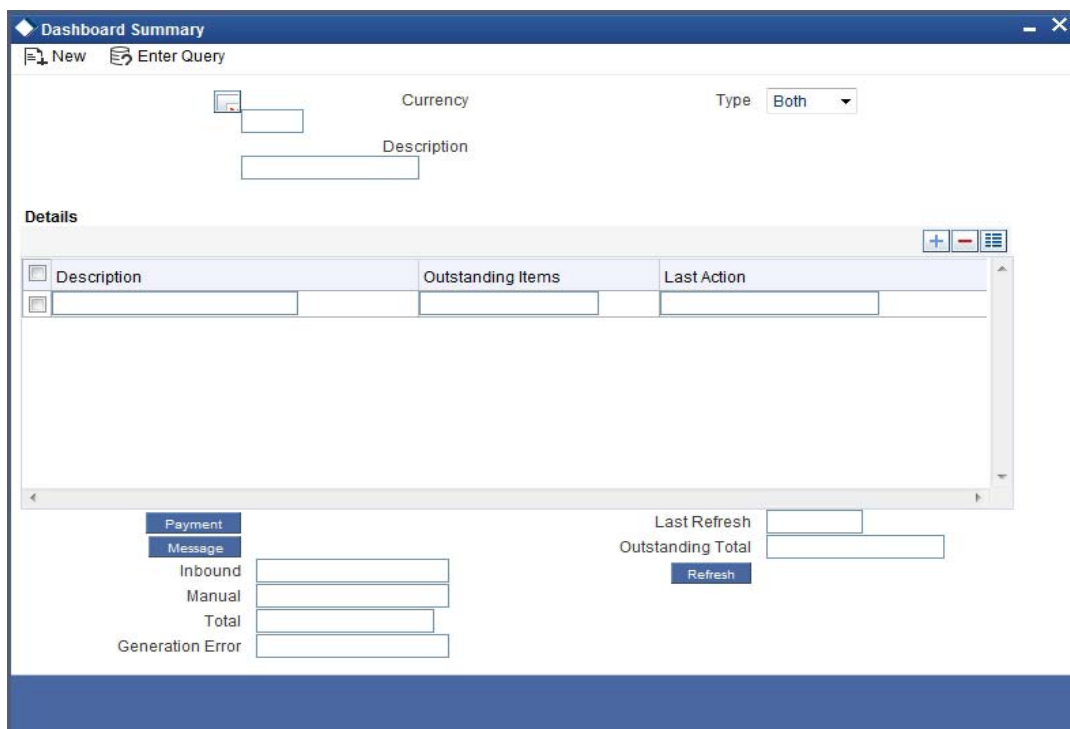 Dashboard Summary
New Enter Query
Currency Type Both
Description
Details
Description Outstanding Items Last Action
Payment Last Refresh
Message Outstanding Total
Inbound Refresh
Manual
Total
Generation Error